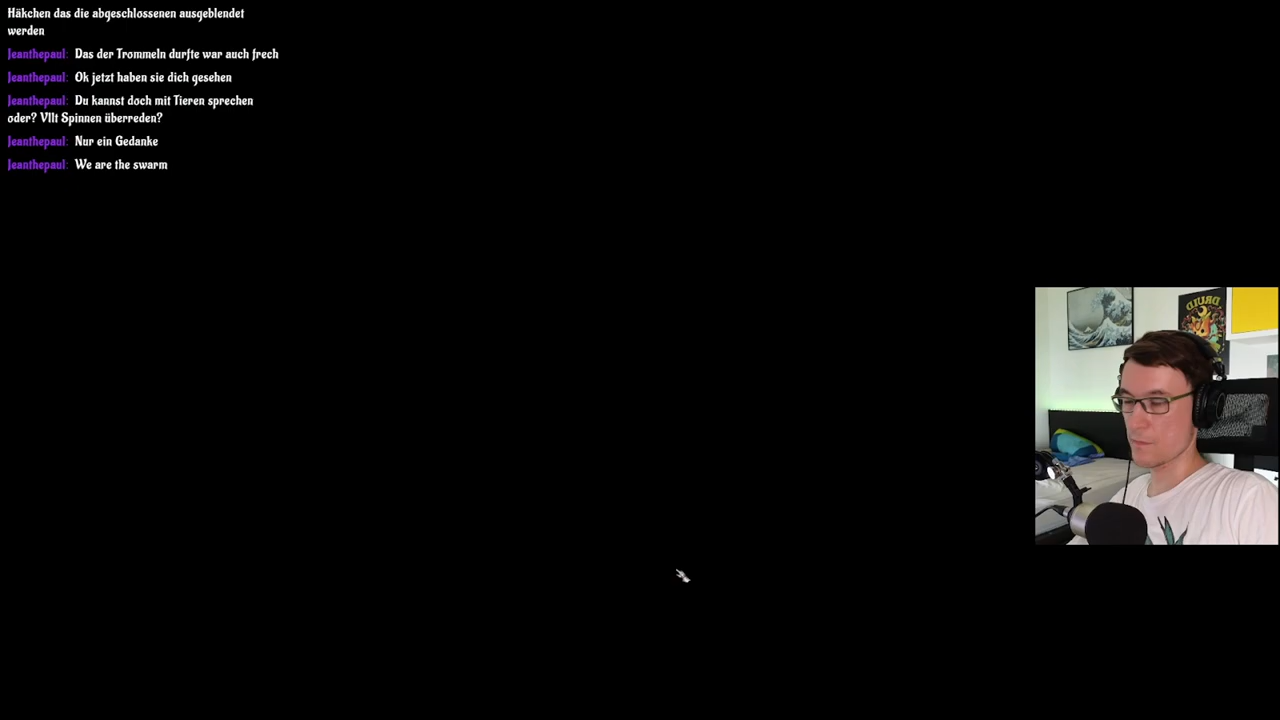 Häkchen das die abgeschlossenen ausgeblendet
werden
Jeanthepaul: Das der Trommeln durfte war auch frech
Jeanthepaul: Ok jetzt haben sie dich gesehen
Jeanthepaul: Du kannst doch mit Tieren sprechen
oder? Vllt Spinnen überreden?
Jeanthepaul: Nur ein Gedanke
Jeanthepaul: We are the swarm
DRUID